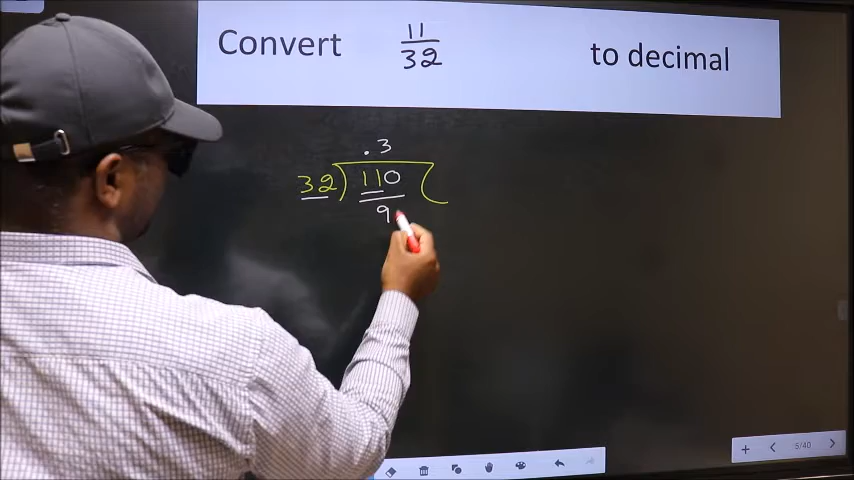 Convert 11/32 to decimal
.3
32 ) 110 (
9
5/40